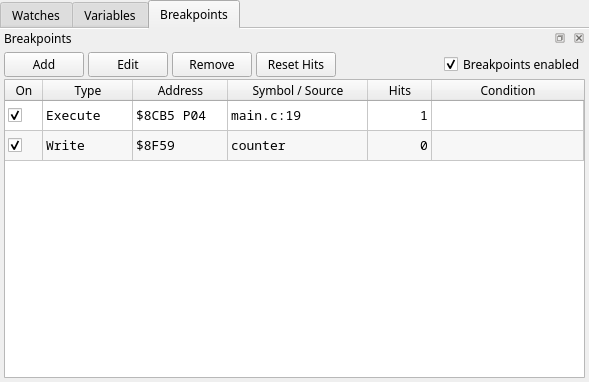 Watches Variables Breakpoints
Breakpoints
Add Edit Remove Reset Hits Breakpoints enabled
On Type Address Symbol / Source Hits Condition
Execute $8CB5 P04 main.c:19 1
Write $8F59 counter 0